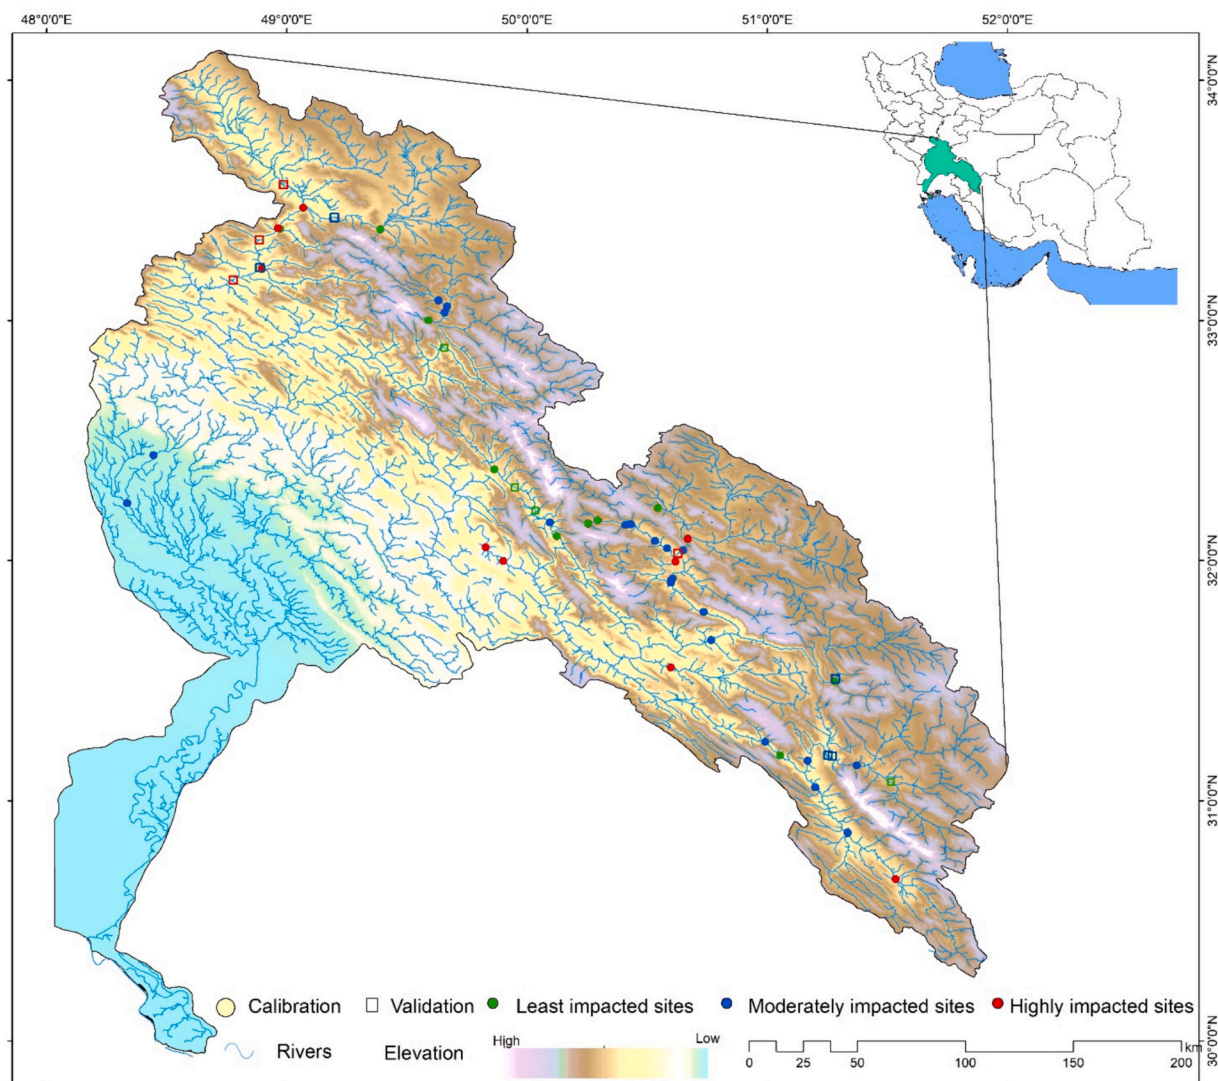 48°0'0"E 49°0'0"E 50°0'0"E 51°0'0"E 52°0'0"E
34°0'0"N
33°0'0"N
32°0'0"N
31°0'0"N
30°0'0"N
Calibration Validation Least impacted sites Moderately impacted sites Highly impacted sites
Rivers Elevation High Low
km
0 25 50 100 150 200